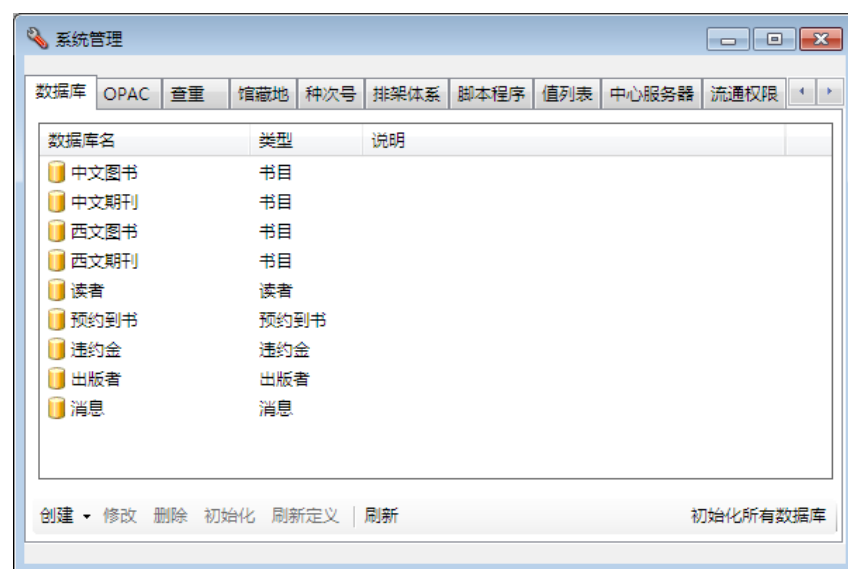 系统管理
数据库 OPAC 查重 馆藏地 种次号 排架体系 脚本程序 值列表 中心服务器 流通权限
数据库名 类型 说明
中文图书 书目
中文期刊 书目
西文图书 书目
西文期刊 书目
读者 读者
预约到书 预约到书
违约金 违约金
出版者 出版者
消息 消息
创建 修改 删除 初始化 刷新定义 刷新 初始化所有数据库